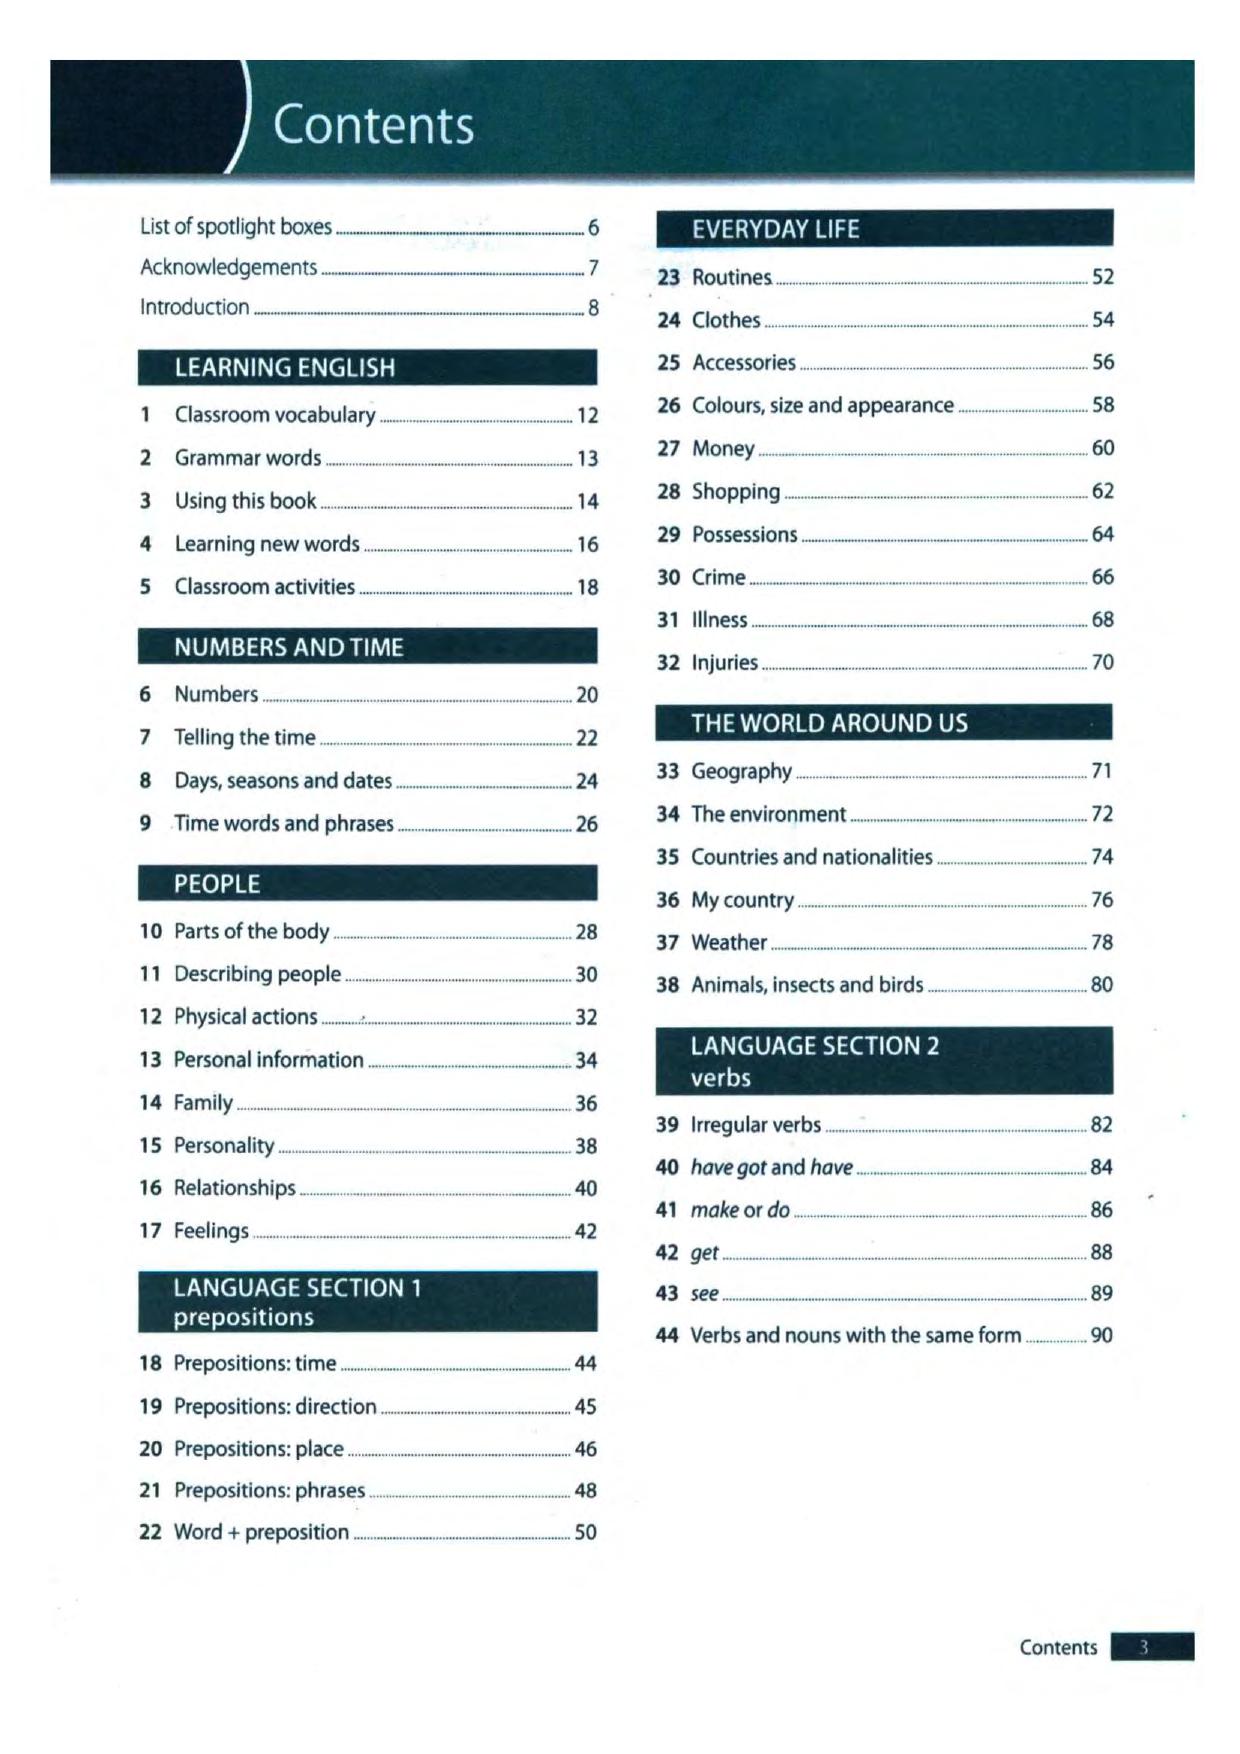 Contents
List of spotlight boxes 6
Acknowledgements 7
Introduction 8
LEARNING ENGLISH
1 Classroom vocabulary 12
2 Grammar words 13
3 Using this book 14
4 Learning new words 16
5 Classroom activities 18
NUMBERS AND TIME
6 Numbers 20
7 Telling the time 22
8 Days, seasons and dates 24
9 Time words and phrases 26
PEOPLE
10 Parts of the body 28
11 Describing people 30
12 Physical actions 32
13 Personal information 34
14 Family 36
15 Personality 38
16 Relationships 40
17 Feelings 42
LANGUAGE SECTION 1
prepositions
18 Prepositions: time 44
19 Prepositions: direction 45
20 Prepositions: place 46
21 Prepositions: phrases 48
22 Word + preposition 50
EVERYDAY LIFE
23 Routines 52
24 Clothes 54
25 Accessories 56
26 Colours, size and appearance 58
27 Money 60
28 Shopping 62
29 Possessions 64
30 Crime 66
31 Illness 68
32 Injuries 70
THE WORLD AROUND US
33 Geography 71
34 The environment 72
35 Countries and nationalities 74
36 My country 76
37 Weather 78
38 Animals, insects and birds 80
LANGUAGE SECTION 2
verbs
39 Irregular verbs 82
40 have got and have 84
41 make or do 86
42 get 88
43 see 89
44 Verbs and nouns with the same form 90
Contents 3